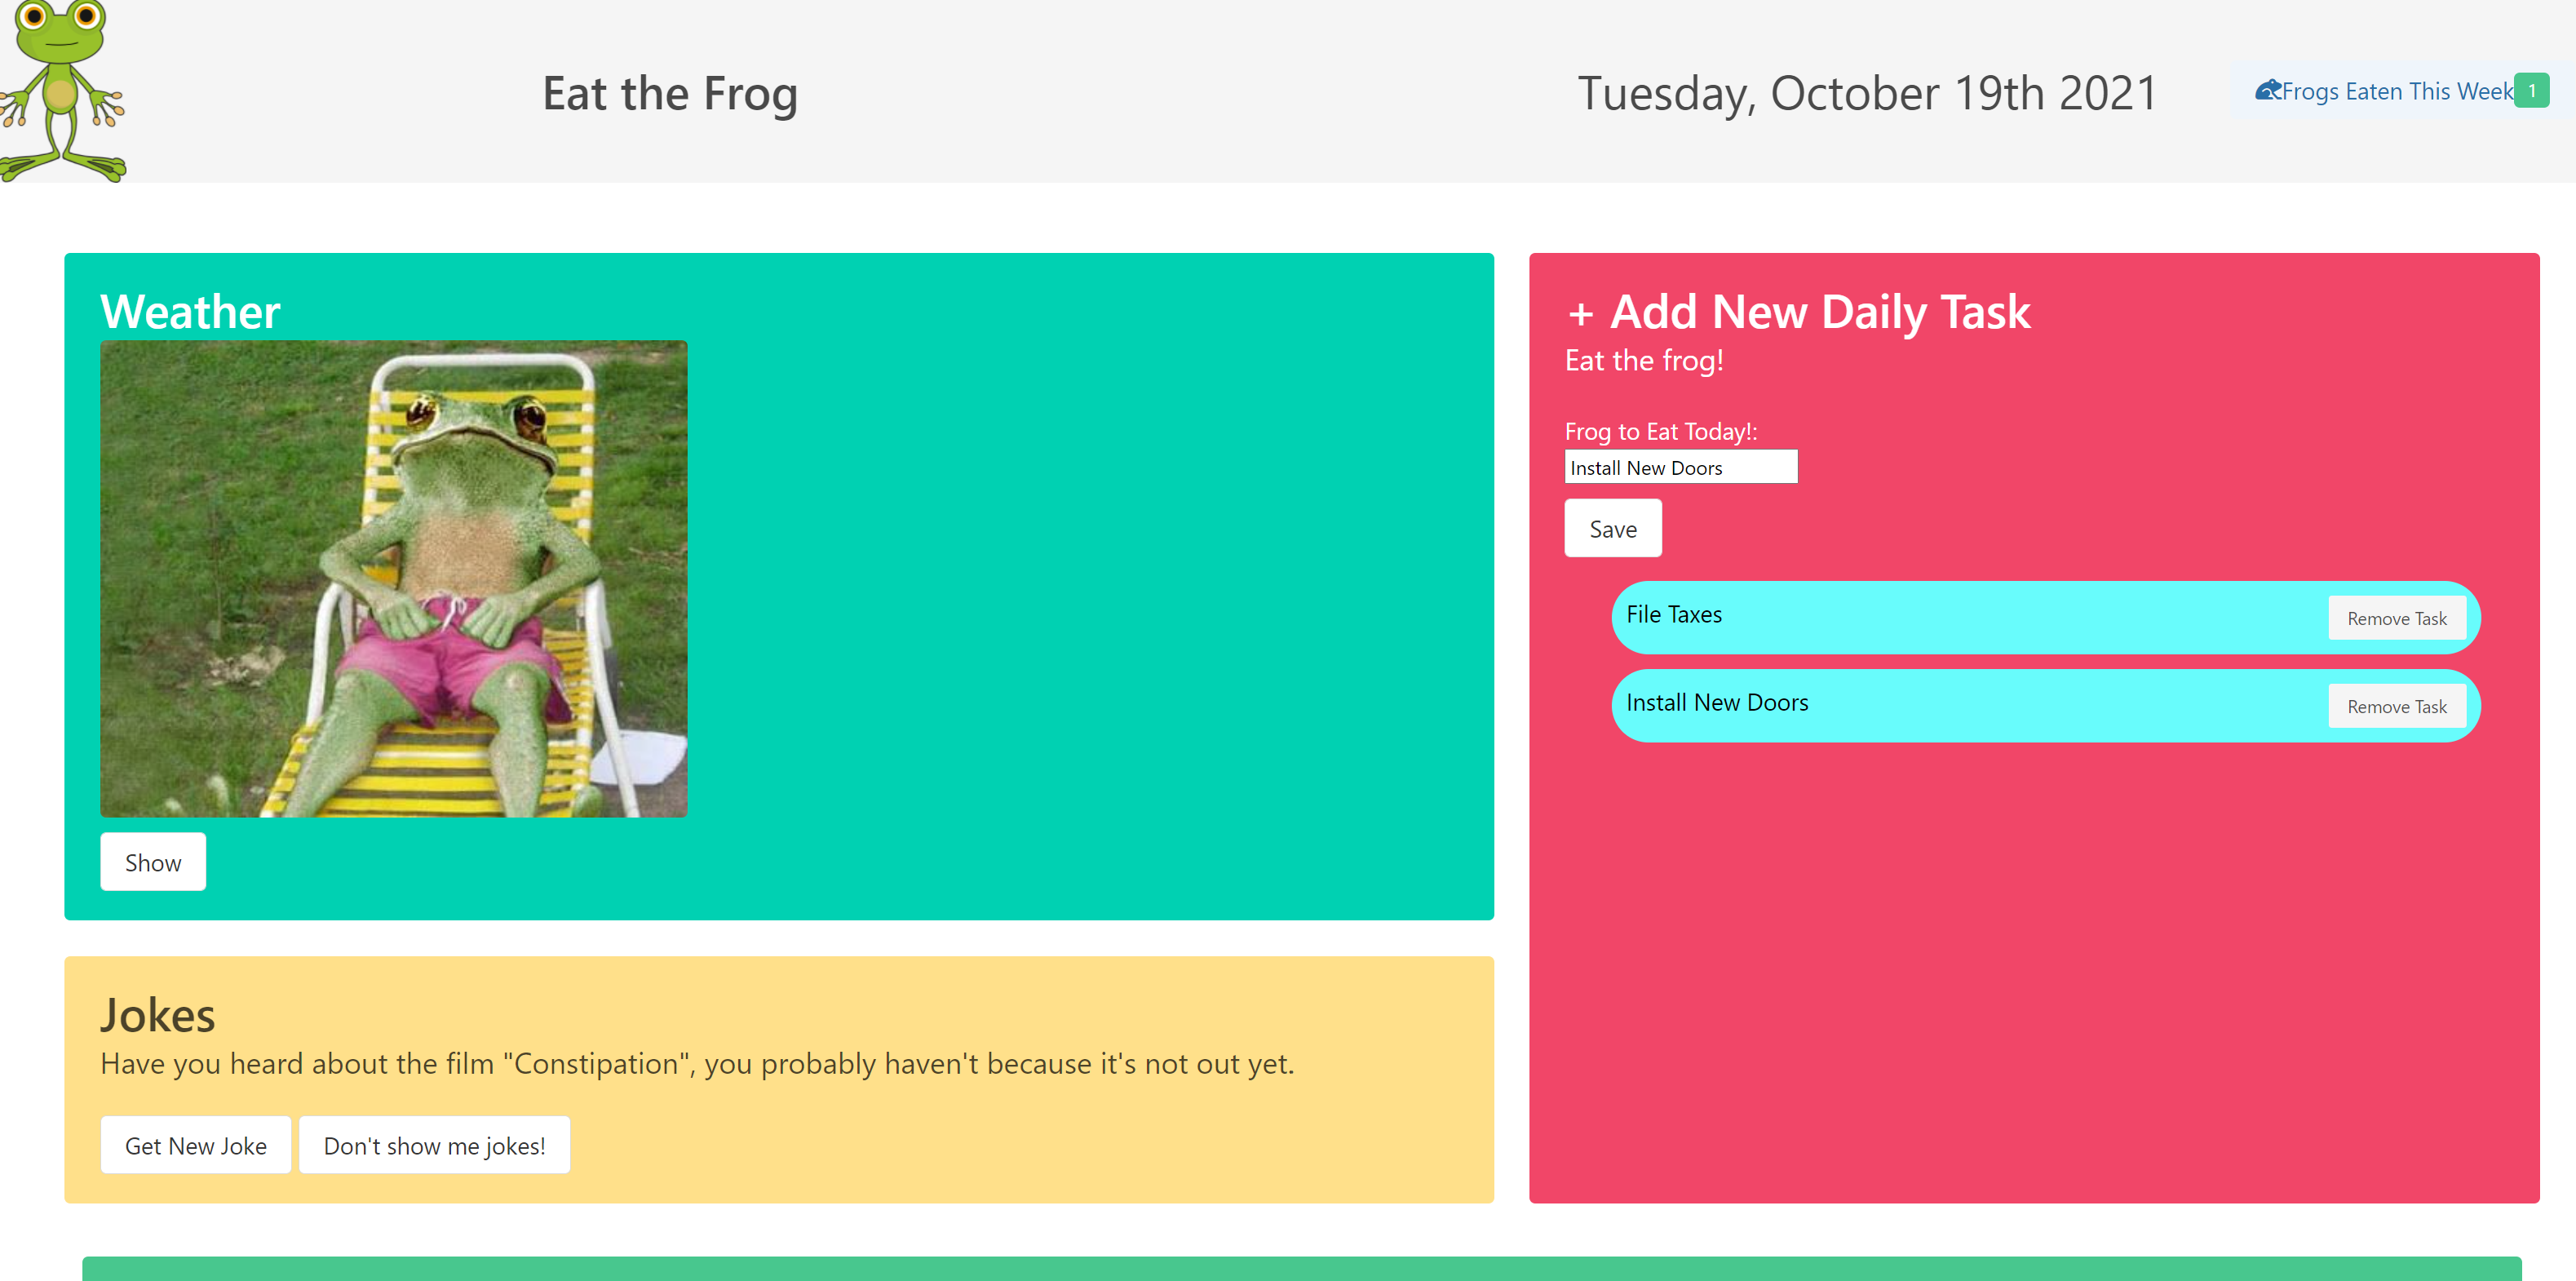 Eat the Frog
Tuesday, October 19th 2021
Frogs Eaten This Week 1
Weather
Show
Jokes
Have you heard about the film "Constipation", you probably haven't because it's not out yet.
Get New Joke
Don't show me jokes!
+ Add New Daily Task
Eat the frog!
Frog to Eat Today!:
Install New Doors
Save
File Taxes
Remove Task
Install New Doors
Remove Task